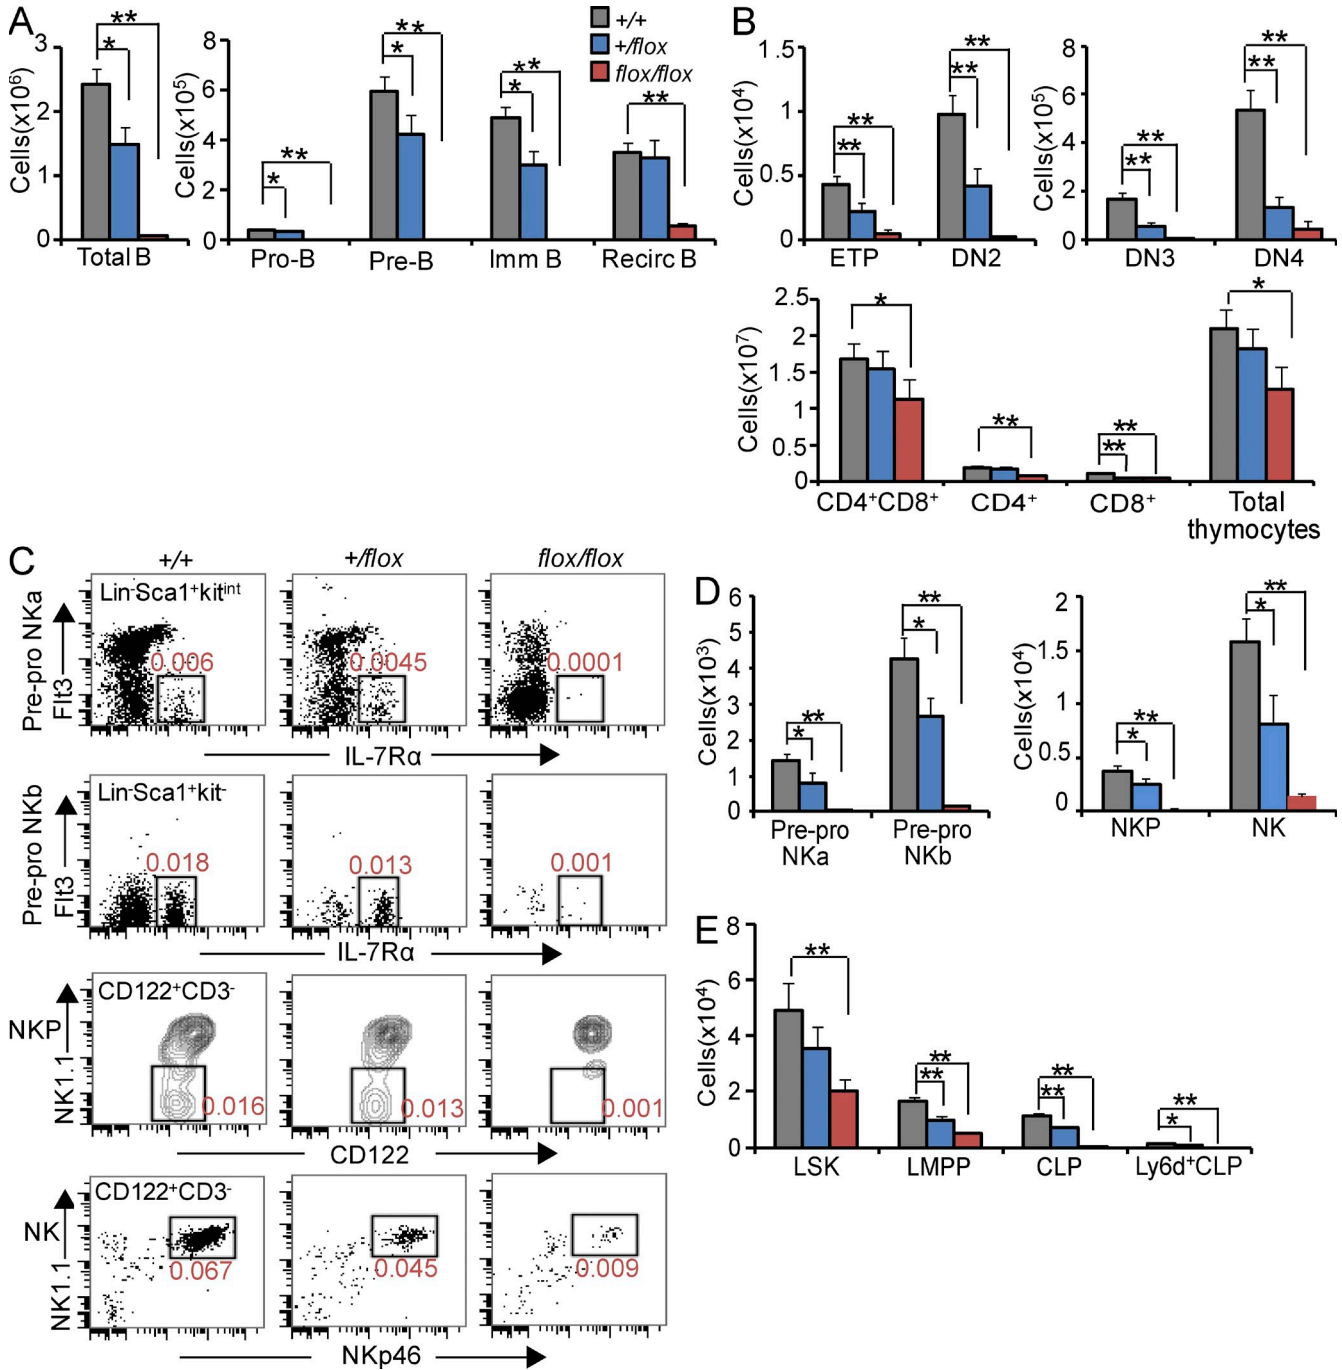 A
+/+
+/flox
flox/flox
Cells(x10⁶)
3
2
1
0
**
*
Total B
Cells(x10⁵)
8
6
4
2
0
**
*
**
*
**
*
**
Pro-B
Pre-B
Imm B
Recirc B
B
Cells(x10⁴)
1.5
1
0.5
0
**
**
**
**
ETP
DN2
Cells(x10⁵)
8
6
4
2
0
**
**
**
**
DN3
DN4
Cells(x10⁷)
2.5
2
1.5
1
0.5
0
*
**
**
**
*
CD4⁺CD8⁺
CD4⁺
CD8⁺
Total
thymocytes
C
+/+
+/flox
flox/flox
Pre-pro NKa
Flt3
Lin⁻Sca1⁺kitⁱⁿᵗ
0.006
0.0045
0.0001
IL-7Rα
Pre-pro NKb
Flt3
Lin⁻Sca1⁺kit⁻
0.018
0.013
0.001
IL-7Rα
NKP
NK1.1
CD122⁺CD3⁻
0.016
0.013
0.001
CD122
NK
NK1.1
CD122⁺CD3⁻
0.067
0.045
0.009
NKp46
D
Cells(x10³)
6
5
4
3
2
1
0
**
*
**
*
Pre-pro
NKa
Pre-pro
NKb
Cells(x10⁴)
2
1.5
1
0.5
0
**
*
**
*
NKP
NK
E
Cells(x10⁴)
8
6
4
2
0
**
**
**
**
**
**
*
LSK
LMPP
CLP
Ly6d⁺CLP